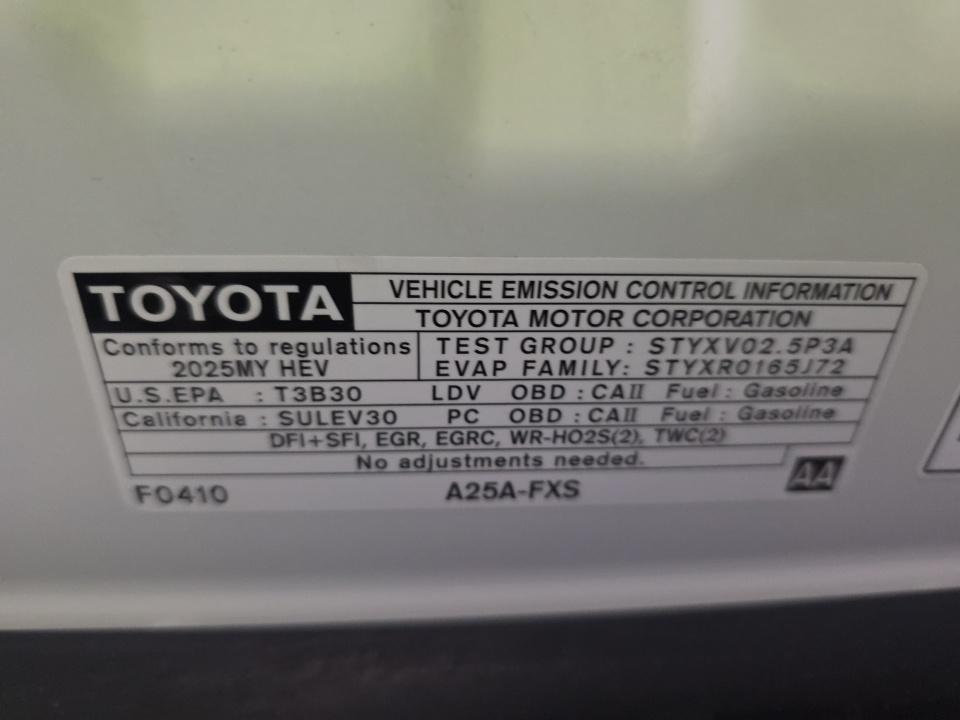 TOYOTA
VEHICLE EMISSION CONTROL INFORMATION
TOYOTA MOTOR CORPORATION
Conforms to regulations
2025MY HEV
TEST GROUP : STYXV02.5P3A
EVAP FAMILY: STYXR0165J72
U.S.EPA : T3B30 LDV OBD : CAII Fuel : Gasoline
California : SULEV30 PC OBD : CAII Fuel : Gasoline
DFI+SFI, EGR, EGRC, WR-HO2S(2), TWC(2)
No adjustments needed.
F0410 A25A-FXS AA